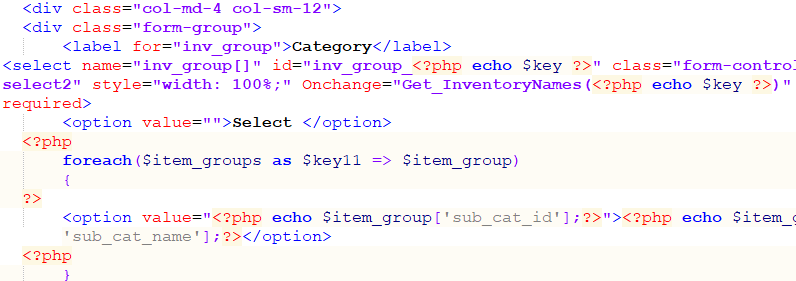 <div class="col-md-4 col-sm-12">
<div class="form-group">
<label for="inv_group">Category</label>
<select name="inv_group[]" id="inv_group_<?php echo $key ?>" class="form-control
select2" style="width: 100%;" Onchange="Get_InventoryNames(<?php echo $key ?>)"
required>
<option value="">Select </option>
<?php
foreach($item_groups as $key11 => $item_group)
{
?>
<option value="<?php echo $item_group['sub_cat_id'];?>"><?php echo $item_g
'sub_cat_name'];?></option>
<?php
}